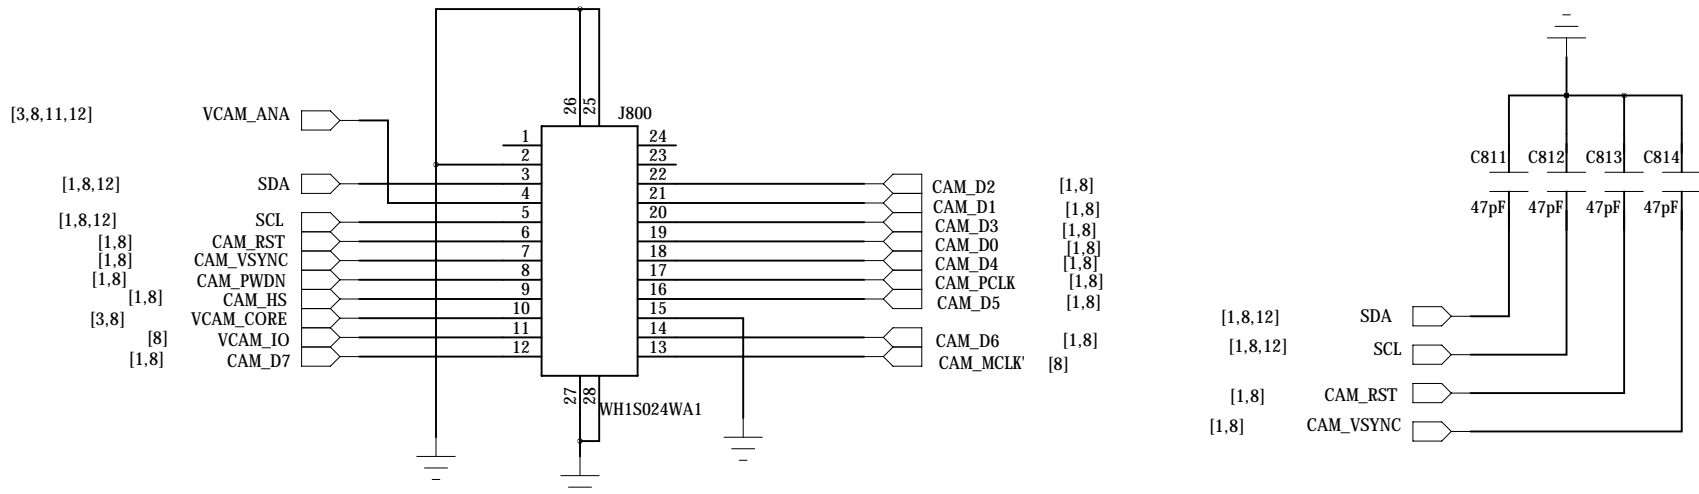 26
25
J800
[3,8,11,12] VCAM_ANA
1 24
2 23
[1,8,12] SDA 3 22 CAM_D2 [1,8]
4 21 CAM_D1 [1,8]
[1,8,12] SCL 5 20 CAM_D3 [1,8]
[1,8] CAM_RST 6 19 CAM_D0 [1,8]
[1,8] CAM_VSYNC 7 18 CAM_D4 [1,8]
[1,8] CAM_PWDN 8 17 CAM_PCLK [1,8]
[1,8] CAM_HS 9 16 CAM_D5 [1,8]
[3,8] VCAM_CORE 10 15
[8] VCAM_IO 11 14 CAM_D6 [1,8]
[1,8] CAM_D7 12 13 CAM_MCLK' [8]
27
28
WH1S024WA1
C811 C812 C813 C814
47pF 47pF 47pF 47pF
[1,8,12] SDA
[1,8,12] SCL
[1,8] CAM_RST
[1,8] CAM_VSYNC